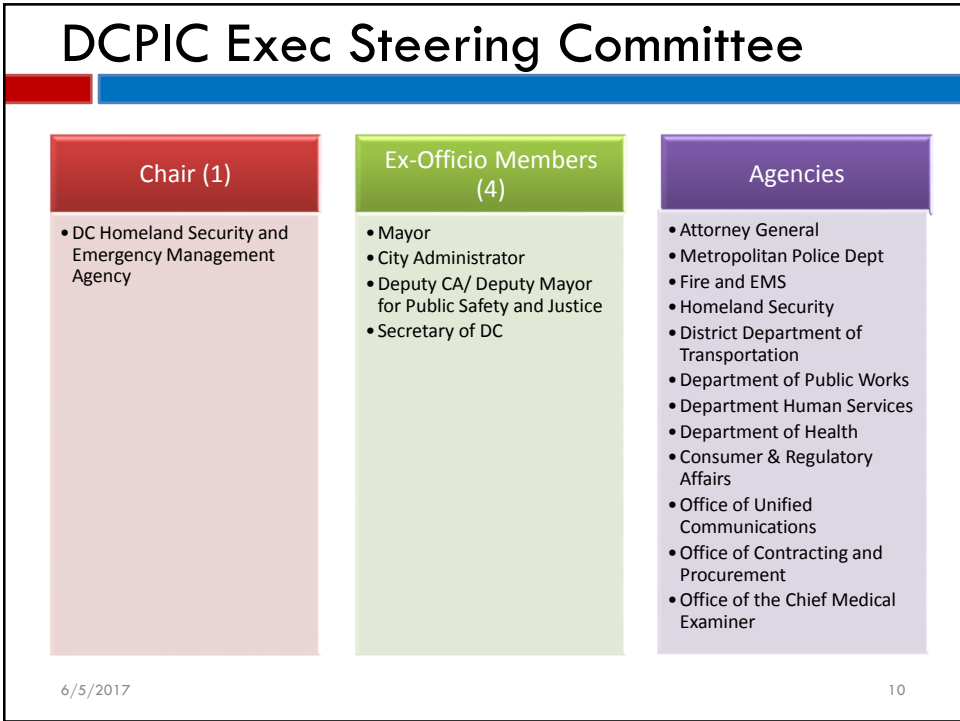 DCPIC Exec Steering Committee
Chair (1)
• DC Homeland Security and
Emergency Management
Agency
Ex-Officio Members
(4)
• Mayor
• City Administrator
• Deputy CA/ Deputy Mayor
for Public Safety and Justice
• Secretary of DC
Agencies
• Attorney General
• Metropolitan Police Dept
• Fire and EMS
• Homeland Security
• District Department of
Transportation
• Department of Public Works
• Department Human Services
• Department of Health
• Consumer & Regulatory
Affairs
• Office of Unified
Communications
• Office of Contracting and
Procurement
• Office of the Chief Medical
Examiner
6/5/2017
10